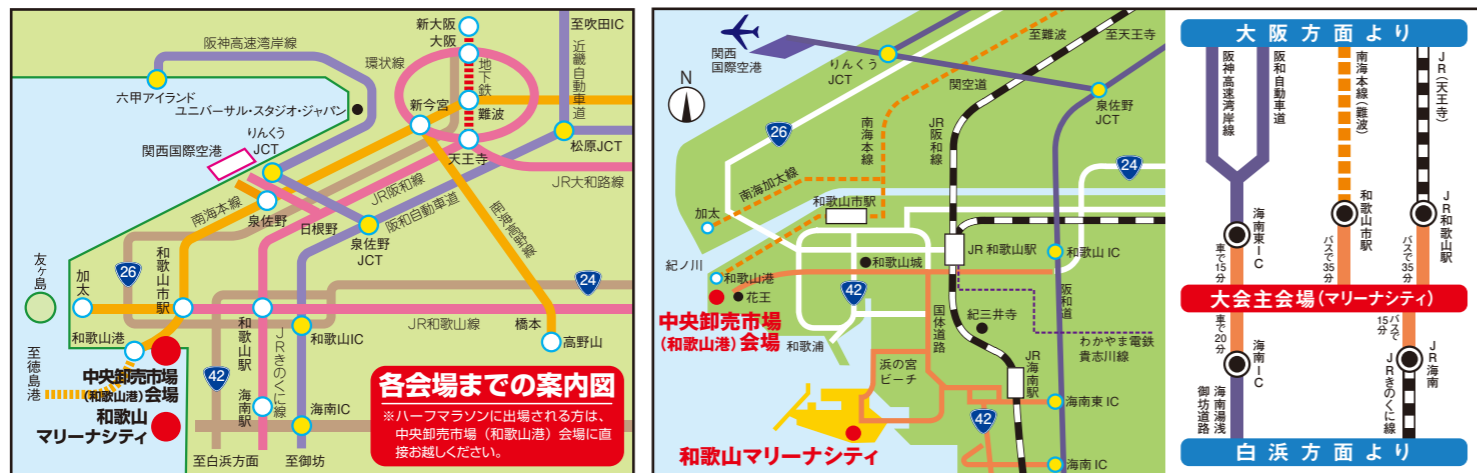 新大阪
大阪
至吹田IC
阪神高速湾岸線
環状線
地下鉄
近畿自動車道
六甲アイランド
ユニバーサル・スタジオ・ジャパン
新今宮
難波
りんくう
JCT
関西国際空港
天王寺
松原JCT
JR阪和線
JR大和路線
南海本線
泉佐野
日根野
阪和自動車道
泉佐野
JCT
南海高野線
友ヶ島
加太
26
和歌山市駅
24
JR和歌山線
橋本
高野山
和歌山港
和歌山駅
和歌山IC
至徳島港
中央卸売市場
(和歌山港)会場
42
JRきのくに線
和歌山
マリーナシティ
海南駅
海南IC
至白浜方面
至御坊
各会場までの案内図
※ハーフマラソンに出場される方は、
中央卸売市場（和歌山港）会場に直
接お越しください。
関西
国際空港
りんくう
JCT
至難波
至天王寺
N
関空道
泉佐野
JCT
26
南海本線
JR阪和線
24
南海加太線
加太
和歌山市駅
紀ノ川
JR 和歌山駅
和歌山 IC
和歌山港
和歌山城
花王
42
中央卸売市場
(和歌山港)会場
国体道路
阪和道
紀三井寺
和歌浦
わかやま電鉄
貴志川線
浜の宮
ビーチ
JR海南駅
42
海南東 IC
和歌山マリーナシティ
海南 IC
大阪方面より
阪神高速湾岸線
阪和自動車道
南海本線(難波)
JR(天王寺)
海南東IC
和歌山市駅
JR和歌山駅
車で15分
バスで35分
バスで35分
大会主会場(マリーナシティ)
車で20分
バスで
15分
海南IC
JR海南
海南湯浅
御坊道路
JRきのくに線
白浜方面より